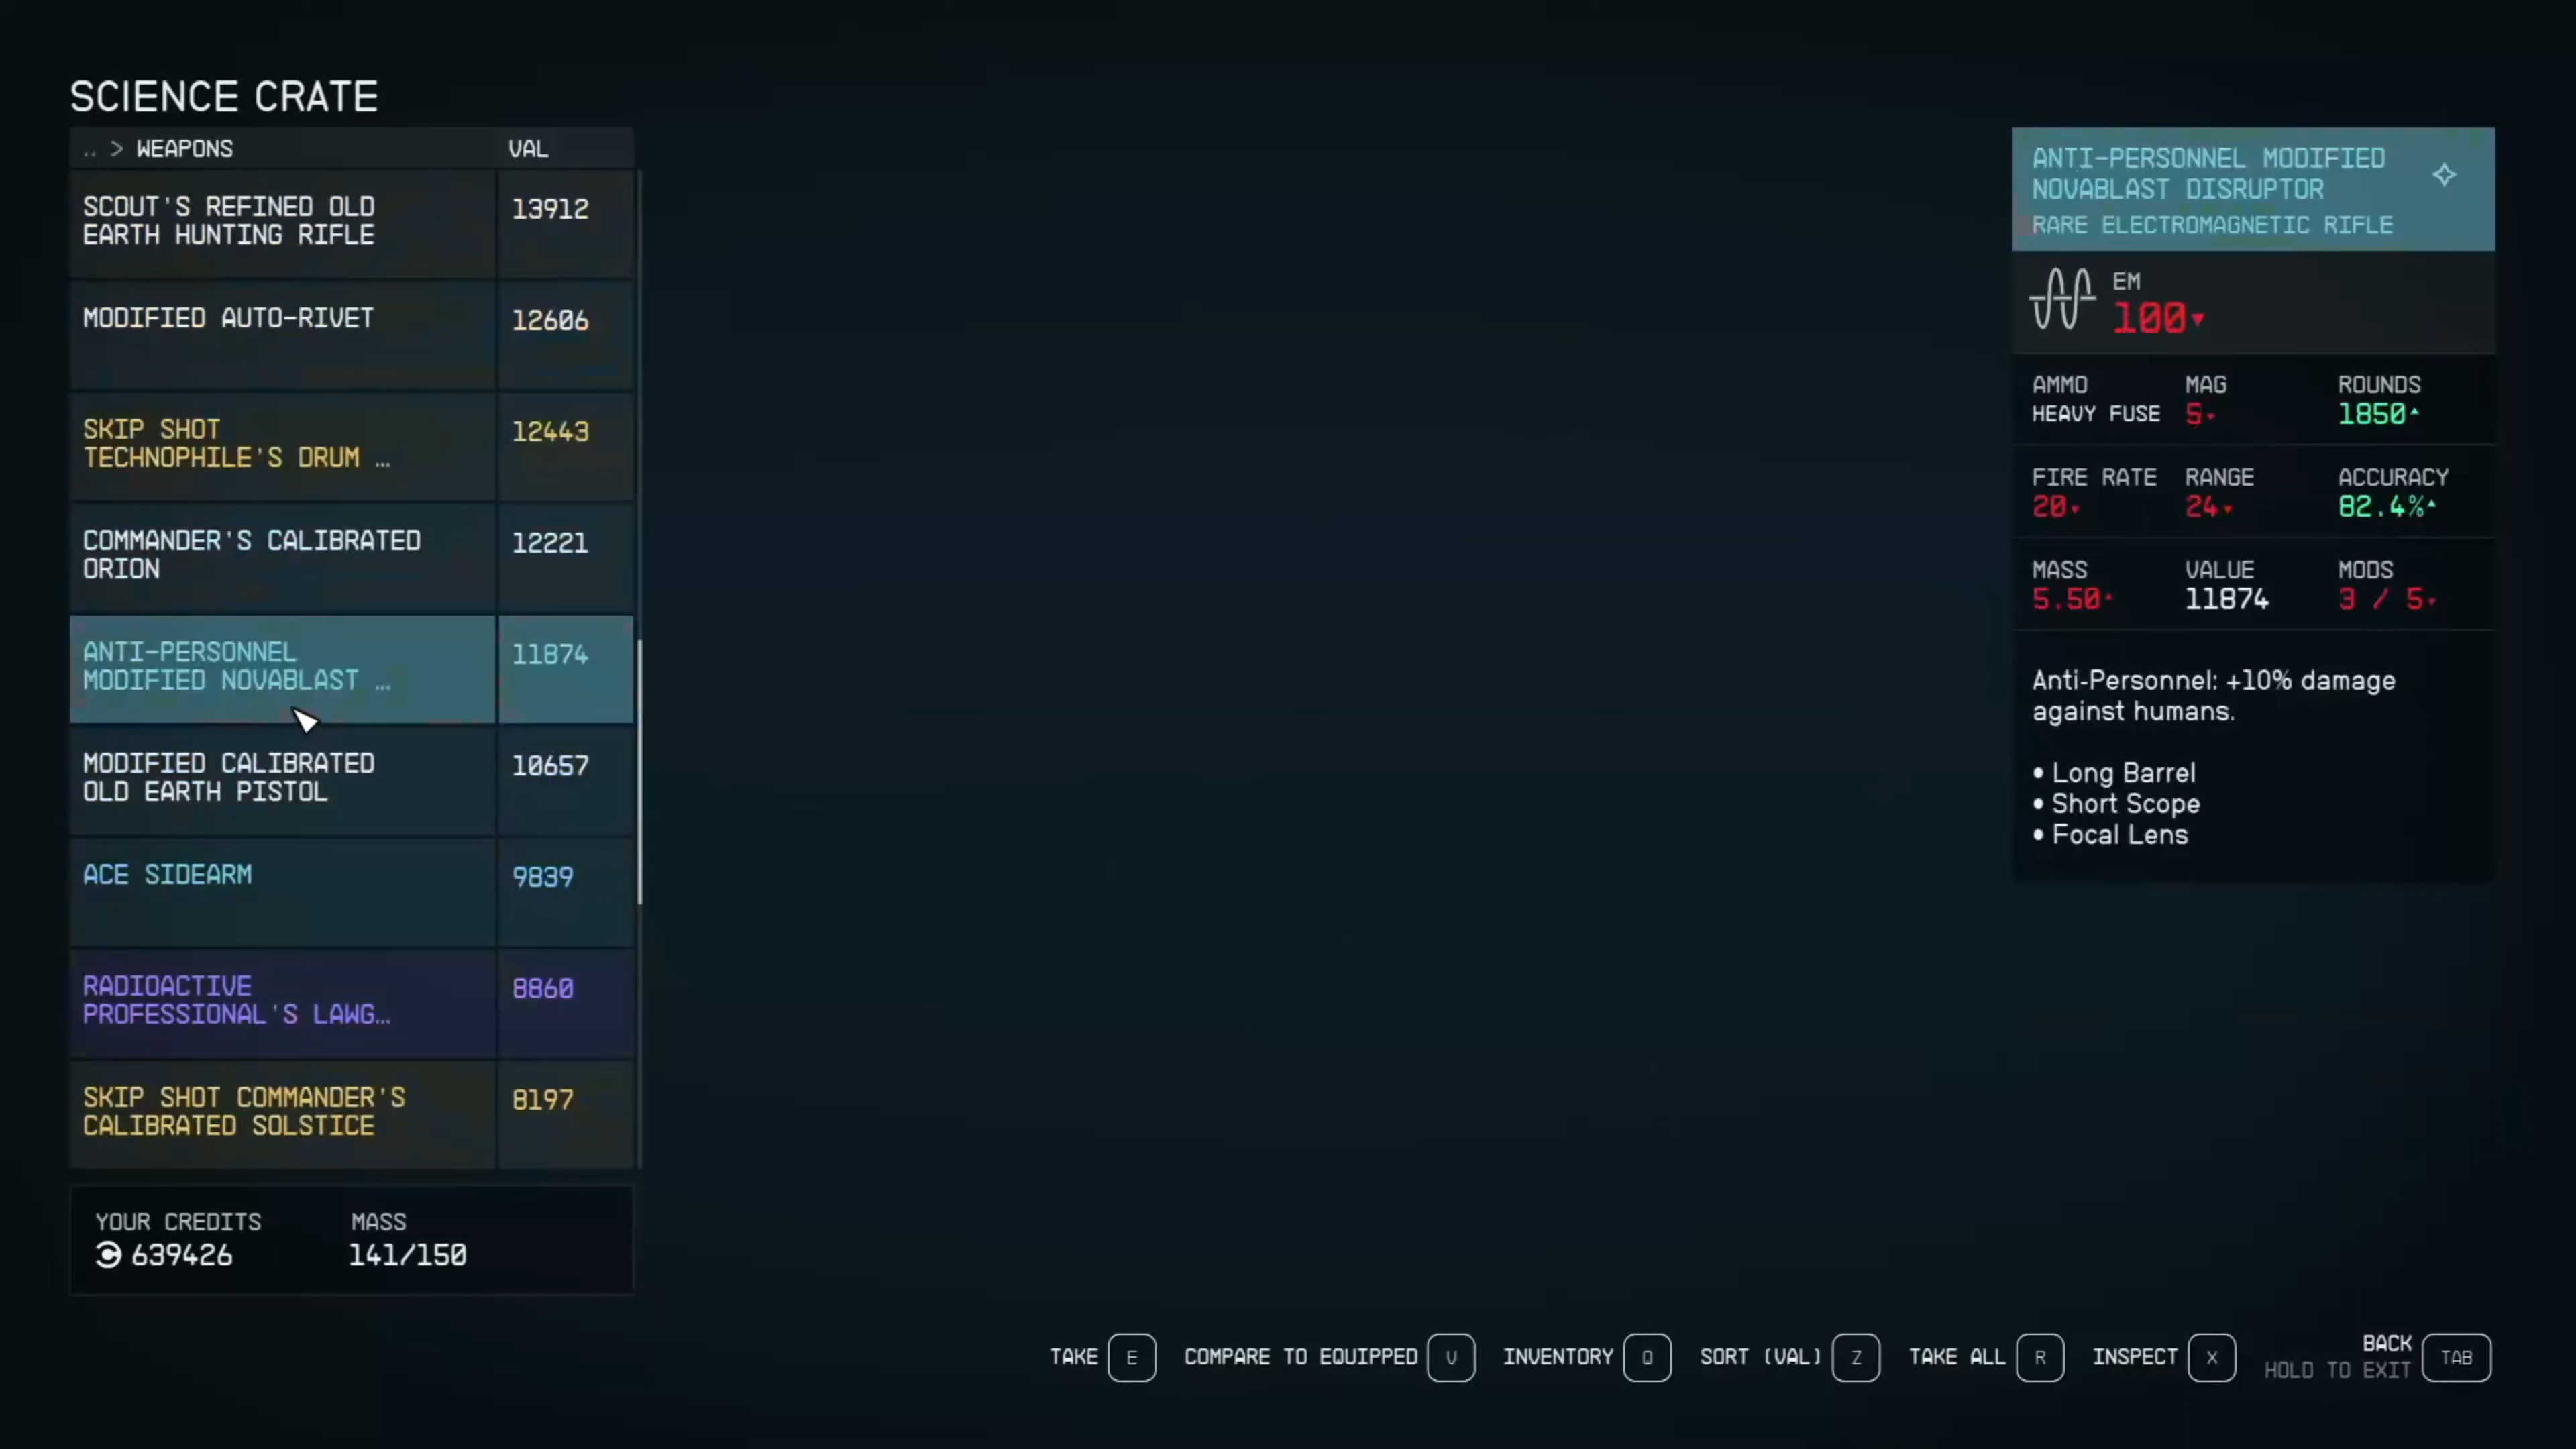 SCIENCE CRATE
.. > WEAPONS VAL
SCOUT'S REFINED OLD
EARTH HUNTING RIFLE
13912
MODIFIED AUTO-RIVET
12606
SKIP SHOT
TECHNOPHILE'S DRUM ...
12443
COMMANDER'S CALIBRATED
ORION
12221
ANTI-PERSONNEL
MODIFIED NOVABLAST ...
11874
MODIFIED CALIBRATED
OLD EARTH PISTOL
10657
ACE SIDEARM
9839
RADIOACTIVE
PROFESSIONAL'S LAWG...
8860
SKIP SHOT COMMANDER'S
CALIBRATED SOLSTICE
8197
YOUR CREDITS MASS
639426 141/150
ANTI-PERSONNEL MODIFIED
NOVABLAST DISRUPTOR
RARE ELECTROMAGNETIC RIFLE
EM
100
AMMO MAG ROUNDS
HEAVY FUSE 5 1850
FIRE RATE RANGE ACCURACY
20 24 82.4%
MASS VALUE MODS
5.50 11874 3 / 5
Anti-Personnel: +10% damage
against humans.
• Long Barrel
• Short Scope
• Focal Lens
TAKE E COMPARE TO EQUIPPED V INVENTORY Q SORT (VAL) Z TAKE ALL R INSPECT X BACK TAB
HOLD TO EXIT